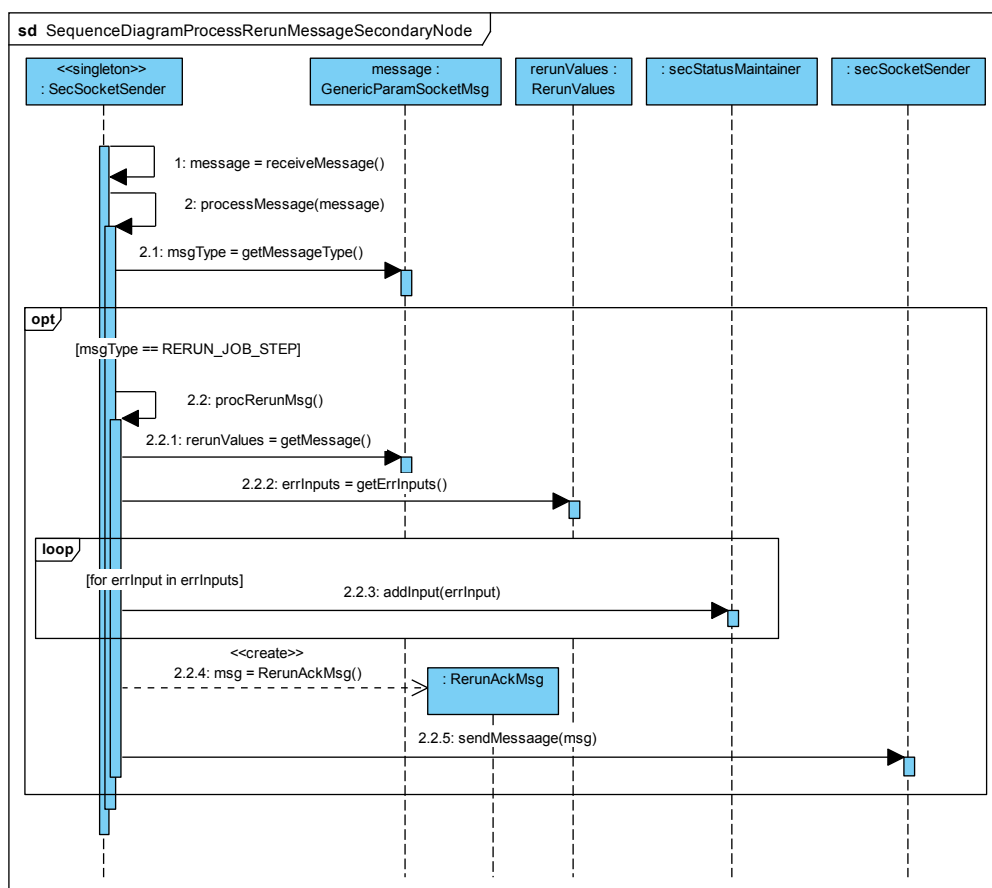 sd SequenceDiagramProcessRerunMessageSecondaryNode
<<singleton>>
: SecSocketSender
message :
GenericParamSocketMsg
rerunValues :
RerunValues
: secStatusMaintainer
: secSocketSender
1: message = receiveMessage()
2: processMessage(message)
2.1: msgType = getMessageType()
opt
[msgType == RERUN_JOB_STEP]
2.2: procRerunMsg()
2.2.1: rerunValues = getMessage()
2.2.2: errInputs = getErrInputs()
loop
[for errInput in errInputs]
2.2.3: addInput(errInput)
<<create>>
2.2.4: msg = RerunAckMsg()
: RerunAckMsg
2.2.5: sendMessaage(msg)